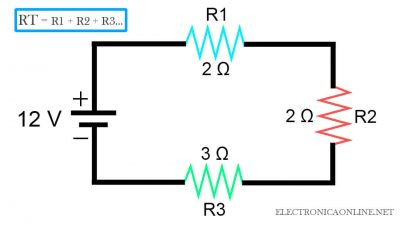 RT = R1 + R2 + R3...
R1
2 Ω
12 V
+
−
2 Ω
R2
3 Ω
R3
ELECTRONICAONLINE.NET